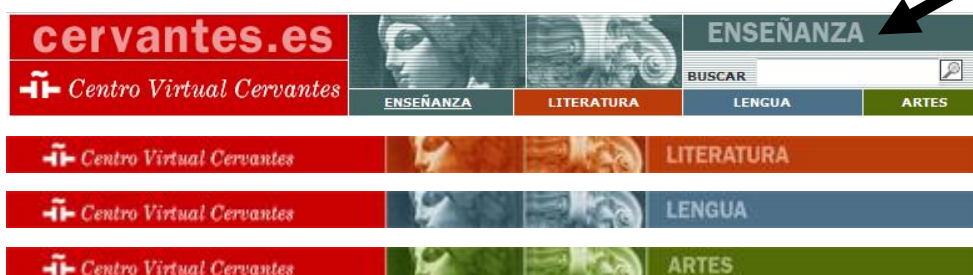 cervantes.es
ENSEÑANZA
BUSCAR
Centro Virtual Cervantes
ENSEÑANZA LITERATURA LENGUA ARTES
Centro Virtual Cervantes LITERATURA
Centro Virtual Cervantes LENGUA
Centro Virtual Cervantes ARTES